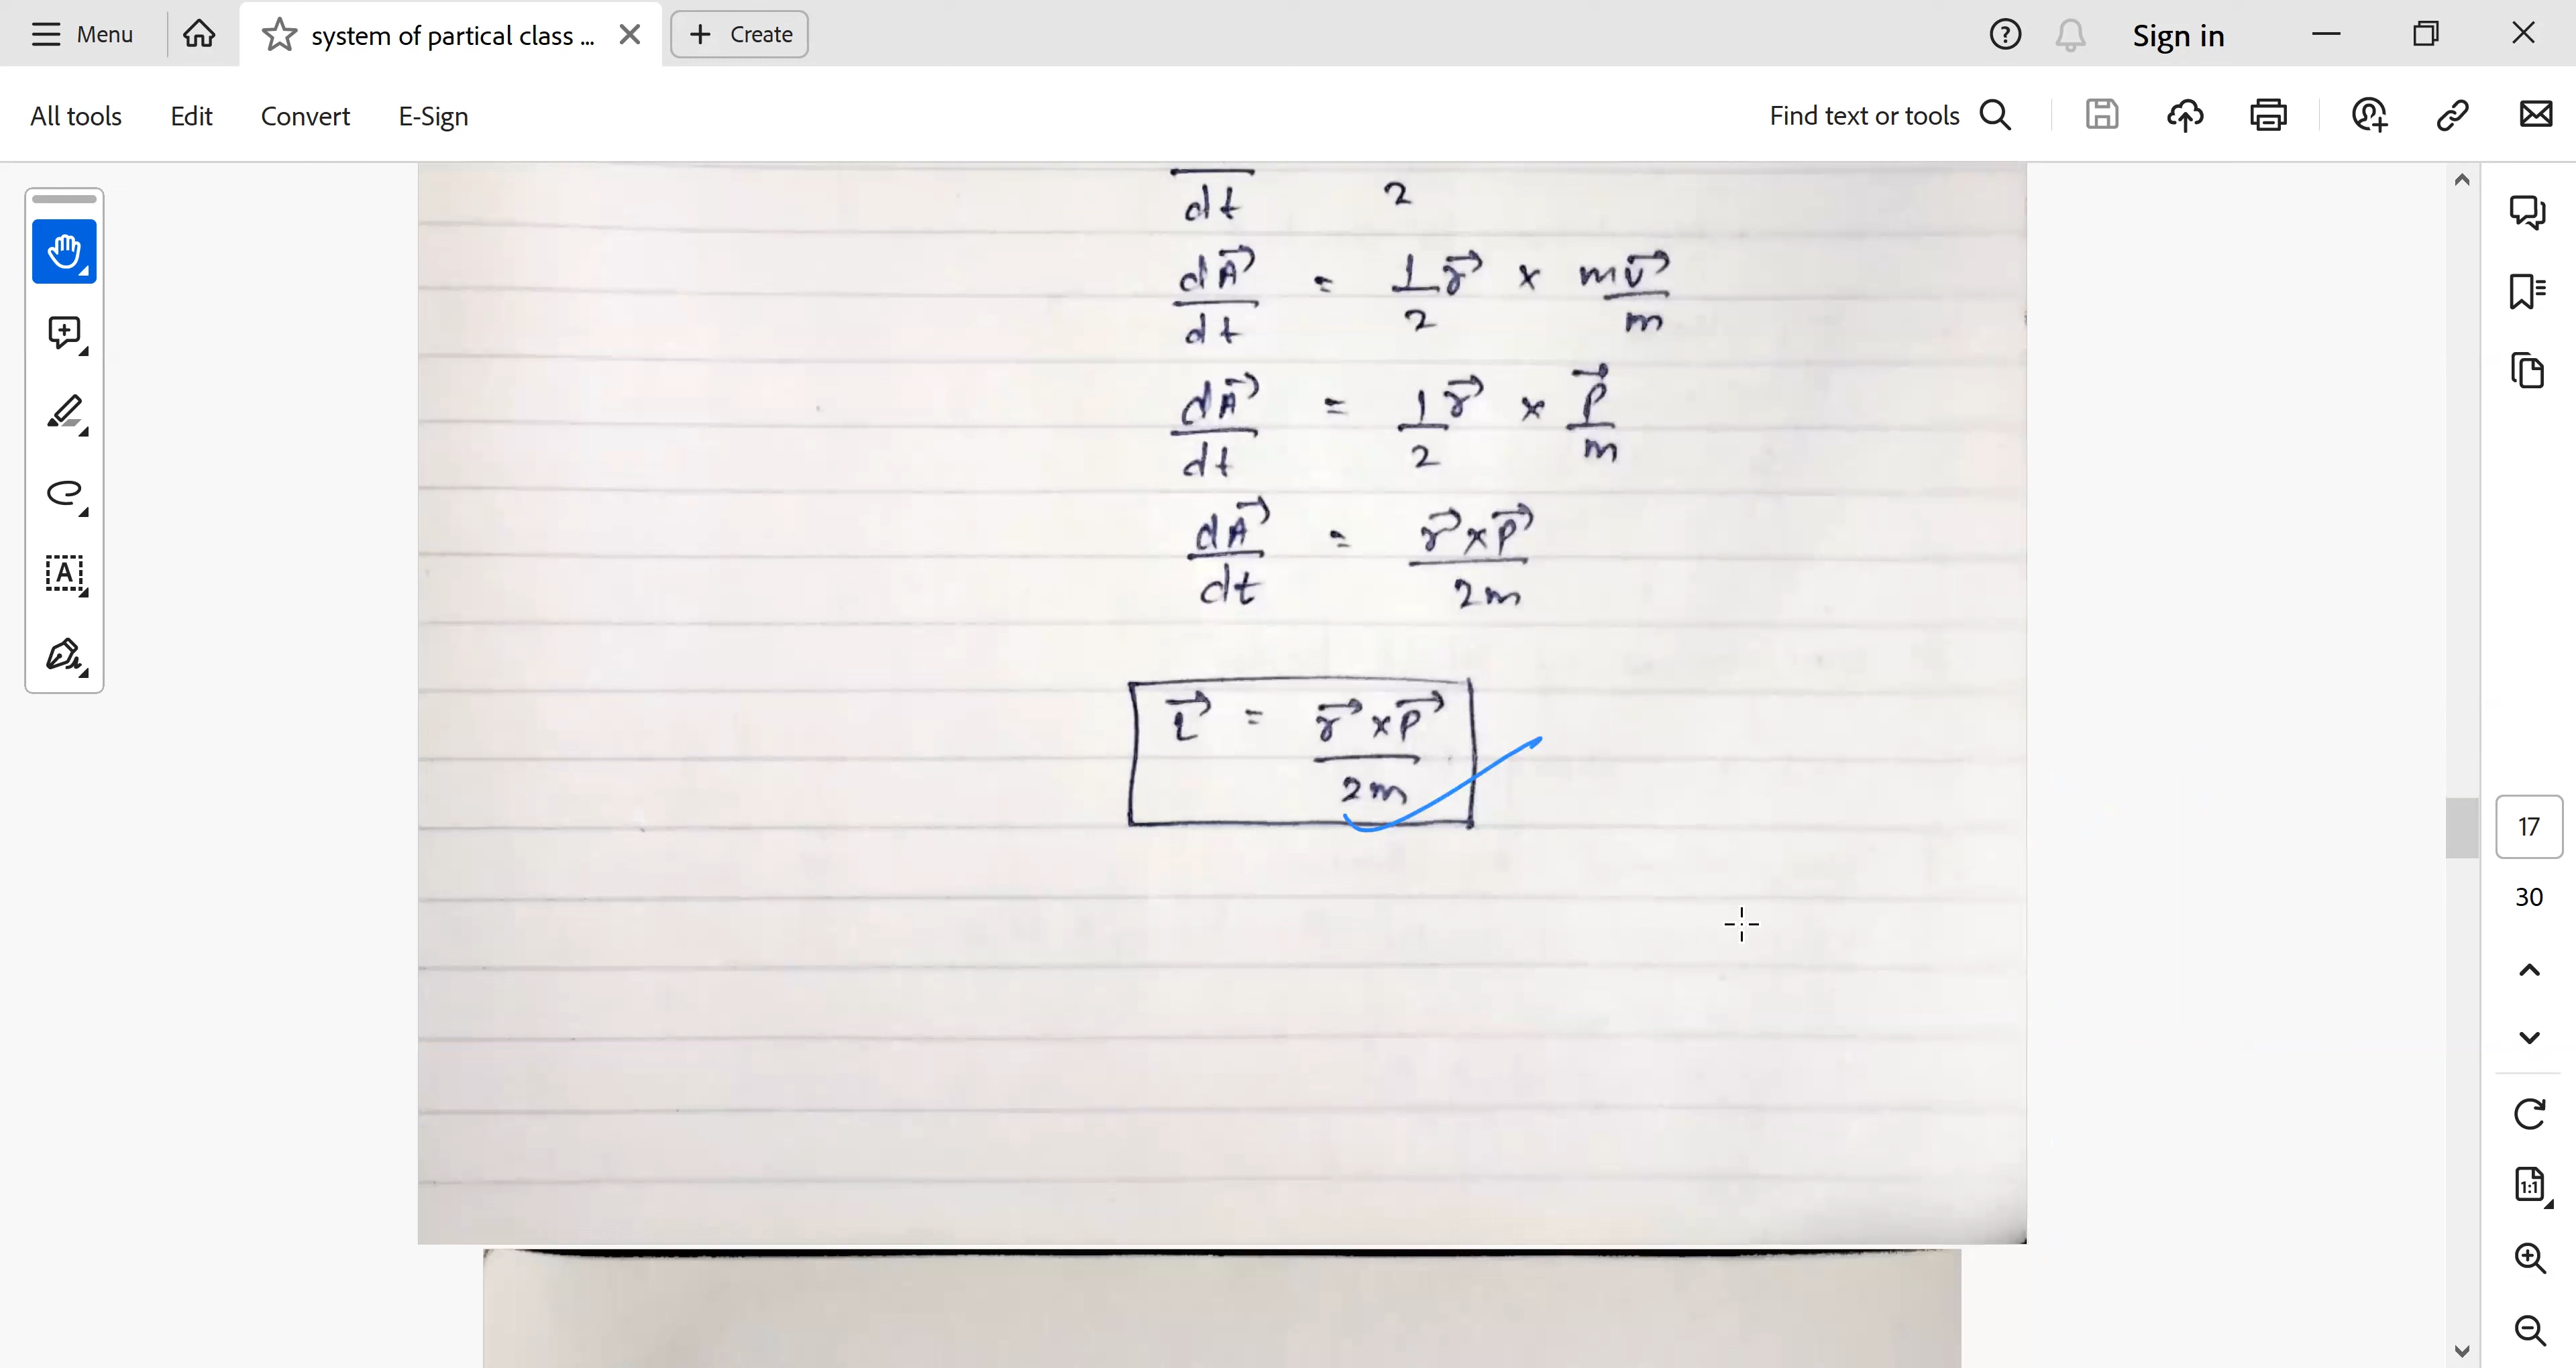 Menu
system of partical class ...
Create
Sign in
All tools Edit Convert E-Sign
Find text or tools
dt 2
dA⃗/dt = 1/2 r⃗ × mv⃗/m
dA⃗/dt = 1/2 r⃗ × P⃗/m
dA⃗/dt = r⃗ × P⃗/2m
L⃗ = r⃗ × P⃗/2m
17
30